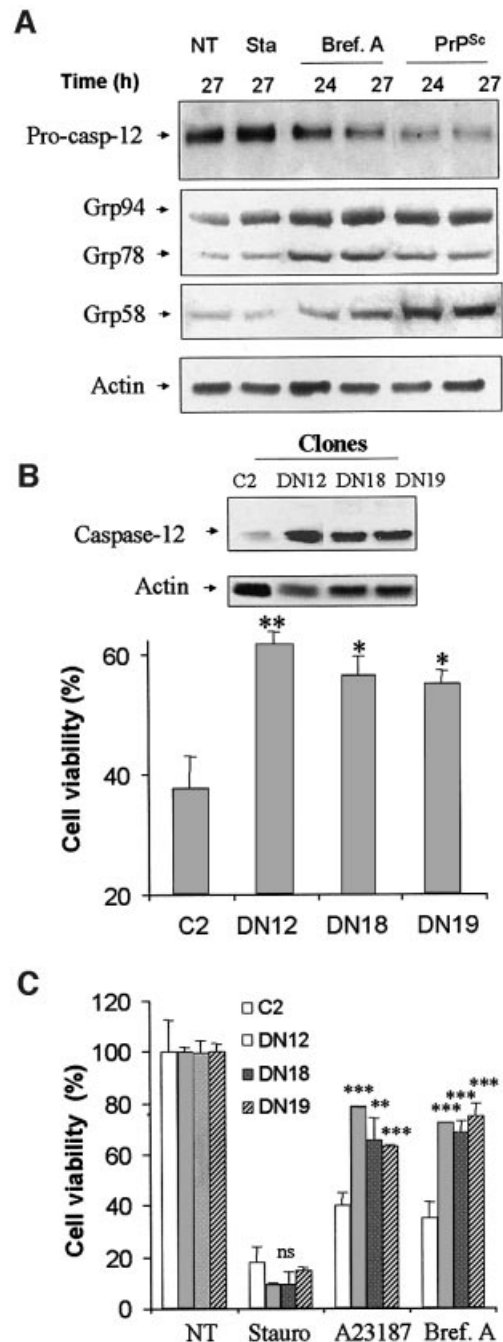 A
NT Sta Bref. A PrPSc
Time (h) 27 27 24 27 24 27
Pro-casp-12
Grp94
Grp78
Grp58
Actin
B
Clones
C2 DN12 DN18 DN19
Caspase-12
Actin
Cell viability (%)
60
40
20
** * *
C2 DN12 DN18 DN19
C
Cell viability (%)
120
100
80
60
40
20
0
C2
DN12
DN18
DN19
ns
*** ** ***
*** *** ***
NT Stauro A23187 Bref. A